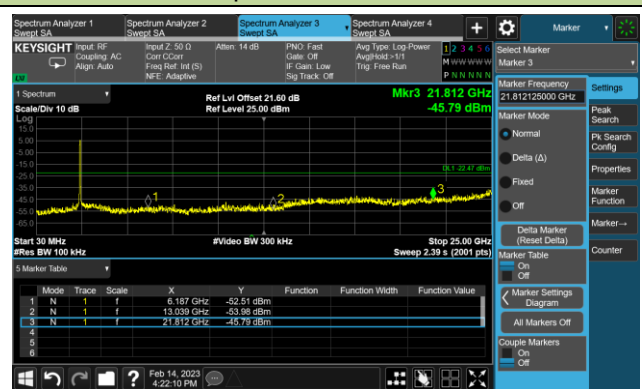 Spectrum Analyzer 1
Swept SA
Spectrum Analyzer 2
Swept SA
Spectrum Analyzer 3
Swept SA
Spectrum Analyzer 4
Swept SA
Marker
KEYSIGHT
Input: RF
Coupling: AC
Align: Auto
Input Z: 50 Ω
Corr CCorr
Freq Ref: Int (S)
NFE: Adaptive
Atten: 14 dB
PNO: Fast
Gate: Off
IF Gain: Low
Sig Track: Off
Avg Type: Log-Power
Avg|Hold:>1/1
Trig: Free Run
1 2 3 4 5 6
M W W W W W
P N N N N N
LXI
1 Spectrum
Scale/Div 10 dB
Ref Lvl Offset 21.60 dB
Ref Level 25.00 dBm
Mkr3 21.812 GHz
-45.79 dBm
Log
15.0
5.00
-5.00
-15.0
-25.0
-35.0
-45.0
-55.0
-65.0
DL1 -22.47 dBm
1
2
3
Start 30 MHz
#Res BW 100 kHz
#Video BW 300 kHz
Stop 25.00 GHz
Sweep 2.39 s (2001 pts)
5 Marker Table
Mode Trace Scale X Y Function Function Width Function Value
1 N 1 f 6.187 GHz -52.51 dBm
2 N 1 f 13.039 GHz -53.98 dBm
3 N 1 f 21.812 GHz -45.79 dBm
4
5
6
Select Marker
Marker 3
Marker Frequency
21.812125000 GHz
Marker Mode
Normal
Delta (Δ)
Fixed
Off
Delta Marker
(Reset Delta)
Marker Table
On
Off
Marker Settings
Diagram
All Markers Off
Couple Markers
On
Off
Settings
Peak
Search
Pk Search
Config
Properties
Marker
Function
Marker→
Counter
Feb 14, 2023
4:22:10 PM